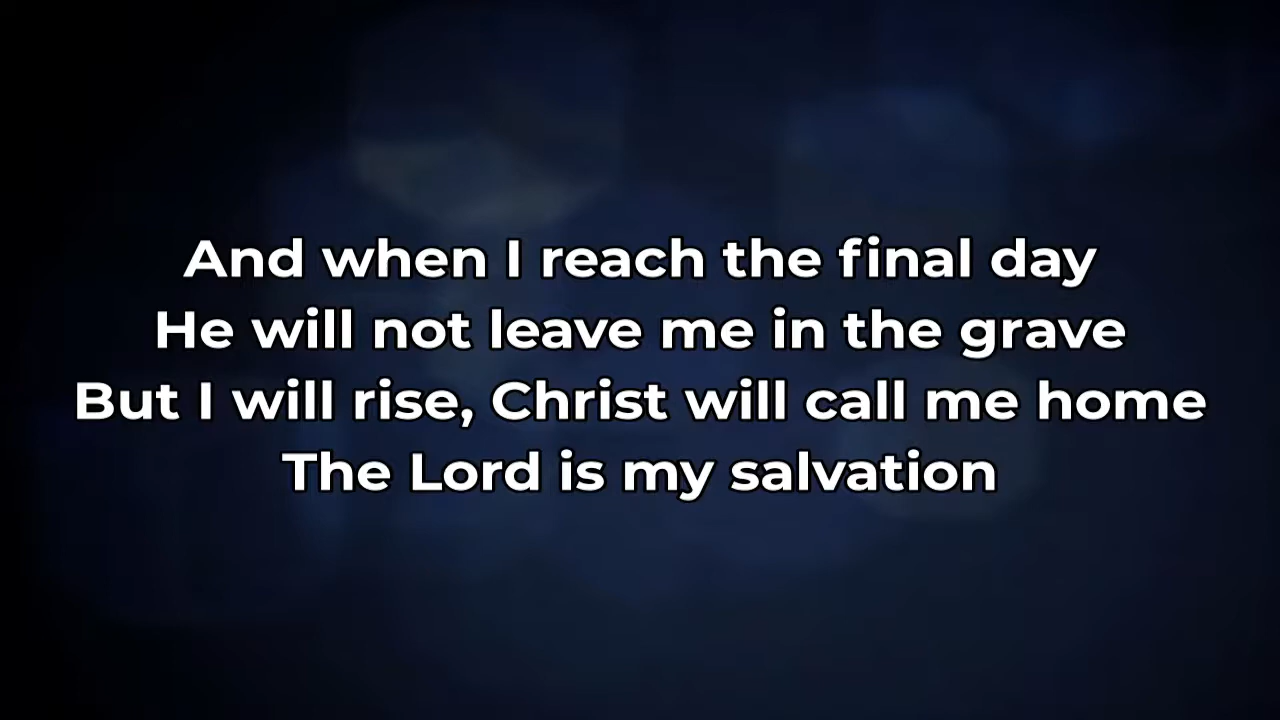 And when I reach the final day
He will not leave me in the grave
But I will rise, Christ will call me home
The Lord is my salvation